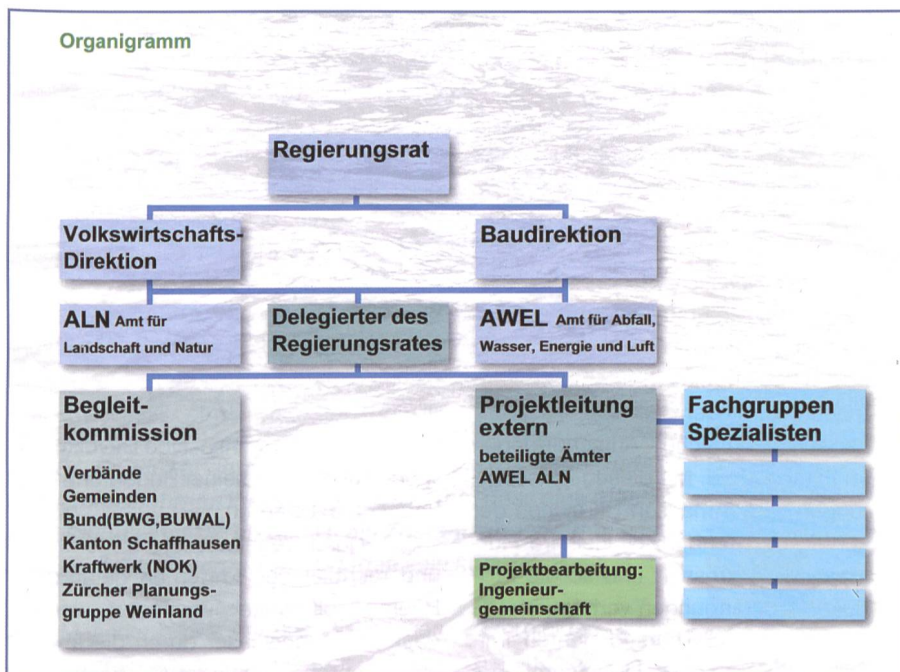 Organigramm
Regierungsrat
Volkswirtschafts-
Direktion
Baudirektion
ALN Amt für
Landschaft und Natur
Delegierter des
Regierungsrates
AWEL Amt für Abfall,
Wasser, Energie und Luft
Begleit-
kommission
Verbände
Gemeinden
Bund(BWG,BUWAL)
Kanton Schaffhausen
Kraftwerk (NOK)
Zürcher Planungs-
gruppe Weinland
Projektleitung
extern
beteiligte Ämter
AWEL ALN
Fachgruppen
Spezialisten
Projektbearbeitung:
Ingenieur-
gemeinschaft